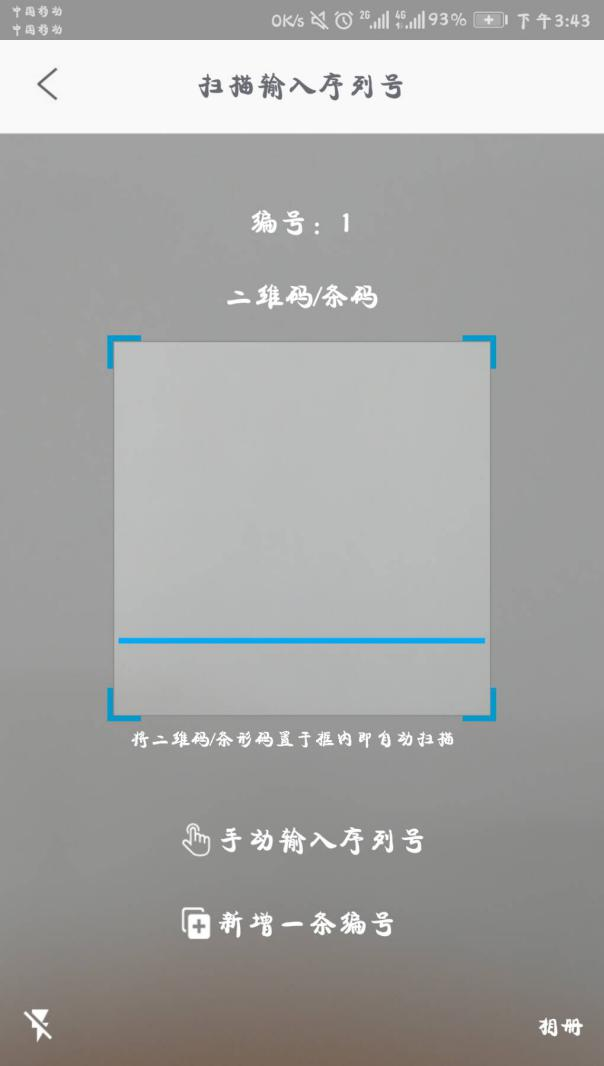 中国移动
中国移动
0K/s 2G 4G 93% 下午3:43
扫描输入序列号
编号：1
二维码/条码
将二维码/条形码置于框内即自动扫描
手动输入序列号
新增一条编号
相册